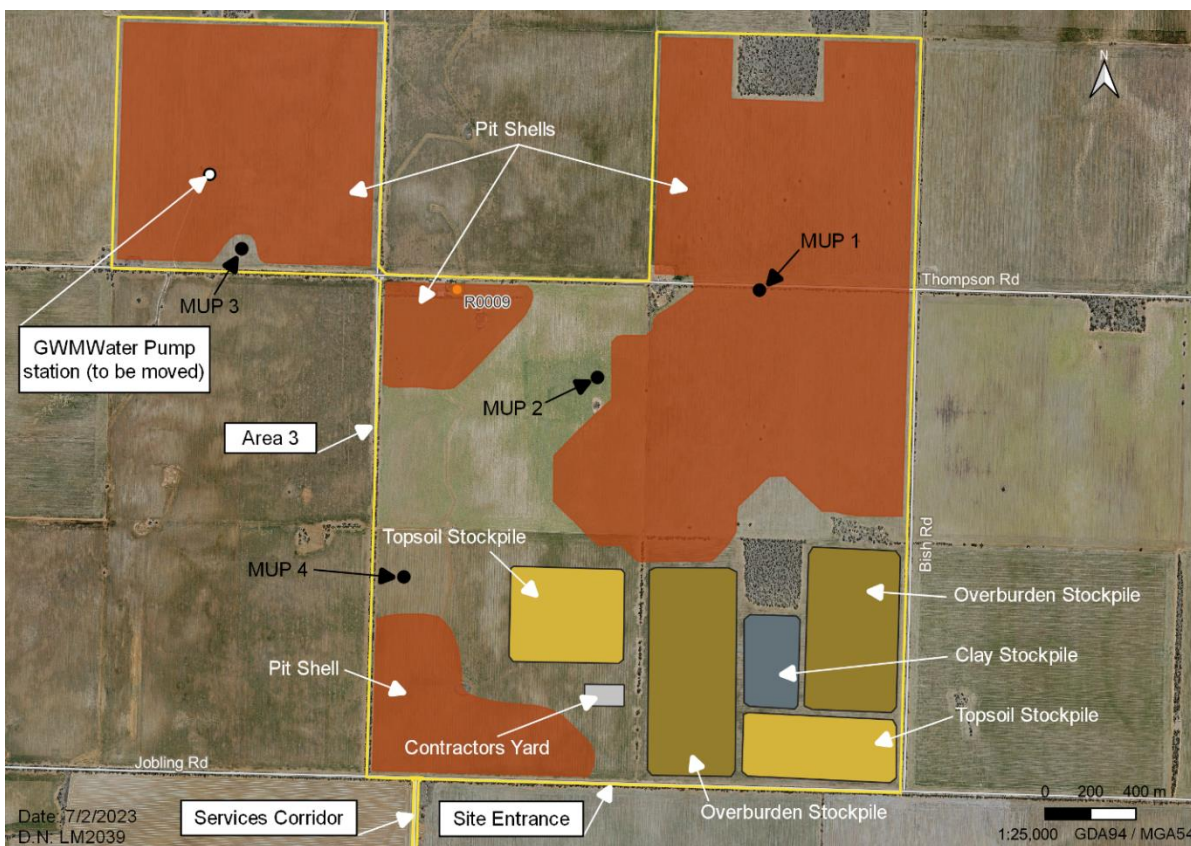 N
Pit Shells
MUP 1
Thompson Rd
MUP 3
R0009
GWMWater Pump
station (to be moved)
MUP 2
Area 3
Topsoil Stockpile
Bish Rd
MUP 4
Overburden Stockpile
Pit Shell
Clay Stockpile
Topsoil Stockpile
Contractors Yard
Jobling Rd
0 200 400 m
Date: 7/2/2023
Services Corridor
Site Entrance
Overburden Stockpile
D.N: LM2039
1:25,000 GDA94 / MGA54